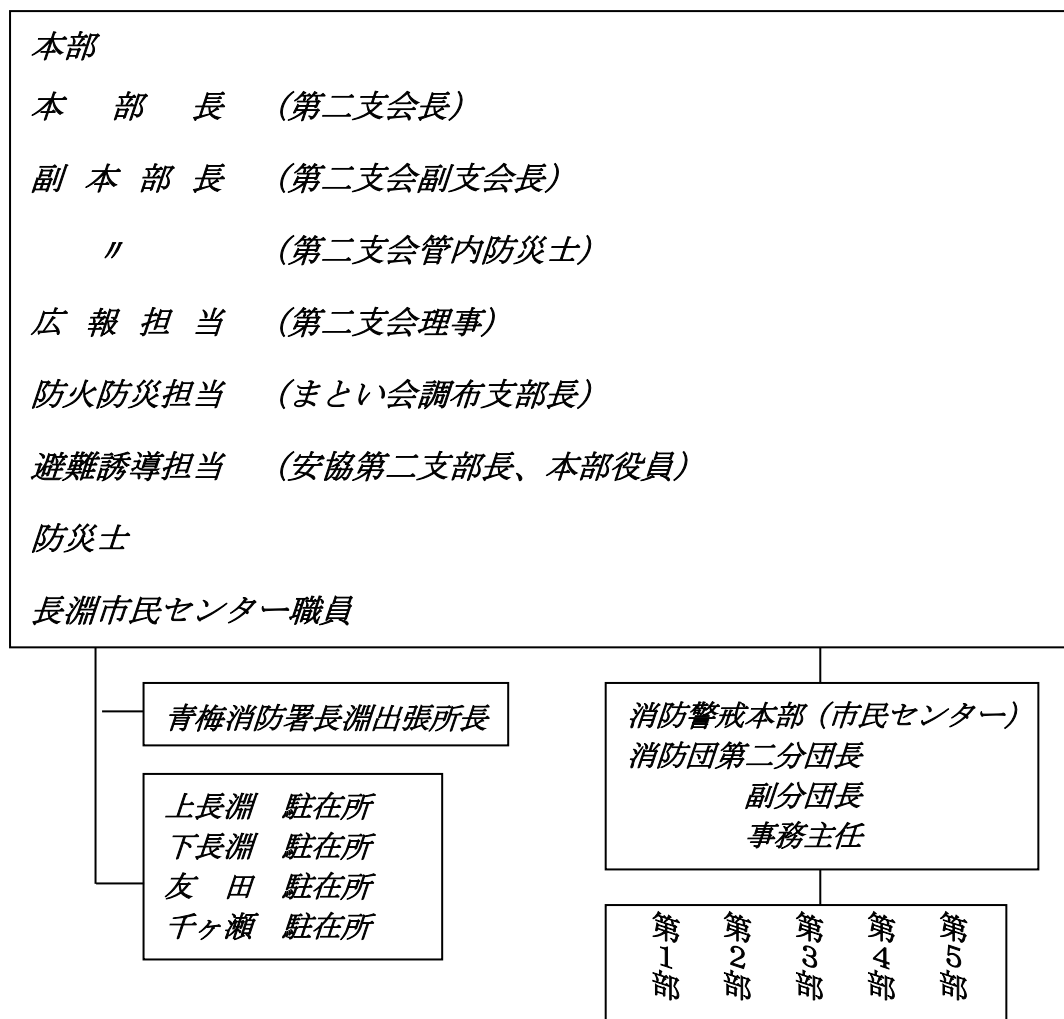 本部
本　部　長　（第二支会長）
副 本 部 長　（第二支会副支会長）
〃　（第二支会管内防災士）
広 報 担 当　（第二支会理事）
防火防災担当　（まとい会調布支部長）
避難誘導担当　（安協第二支部長、本部役員）
防災士
長淵市民センター職員
青梅消防署長淵出張所長
上長淵　駐在所
下長淵　駐在所
友　田　駐在所
千ヶ瀬　駐在所
消防警戒本部（市民センター）
消防団第二分団長
副分団長
事務主任
第1部
第2部
第3部
第4部
第5部